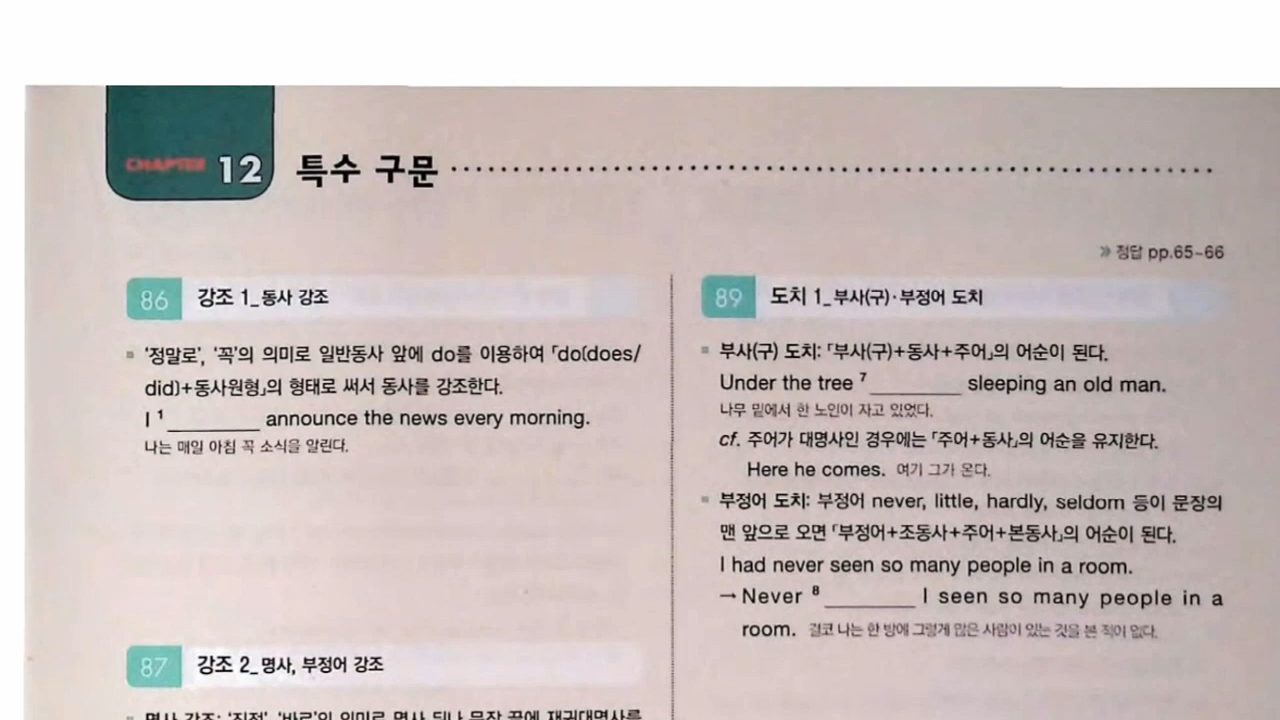 CHAPTER 12 특수 구문
» 정답 pp.65~66
86 강조 1_동사 강조
'정말로', '꼭'의 의미로 일반동사 앞에 do를 이용하여 「do(does/
did)+동사원형」의 형태로 써서 동사를 강조한다.
I ¹ ________ announce the news every morning.
나는 매일 아침 꼭 소식을 알린다.
87 강조 2_명사, 부정어 강조
명사 강조: '직접', '바로'의 의미로 명사 뒤나 문장 끝에 재귀대명사를
89 도치 1_부사(구)·부정어 도치
부사(구) 도치: 「부사(구)+동사+주어」의 어순이 된다.
Under the tree ⁷ ________ sleeping an old man.
나무 밑에서 한 노인이 자고 있었다.
cf. 주어가 대명사인 경우에는 「주어+동사」의 어순을 유지한다.
Here he comes. 여기 그가 온다.
부정어 도치: 부정어 never, little, hardly, seldom 등이 문장의
맨 앞으로 오면 「부정어+조동사+주어+본동사」의 어순이 된다.
I had never seen so many people in a room.
→ Never ⁸ ________ I seen so many people in a
room. 결코 나는 한 방에 그렇게 많은 사람이 있는 것을 본 적이 없다.